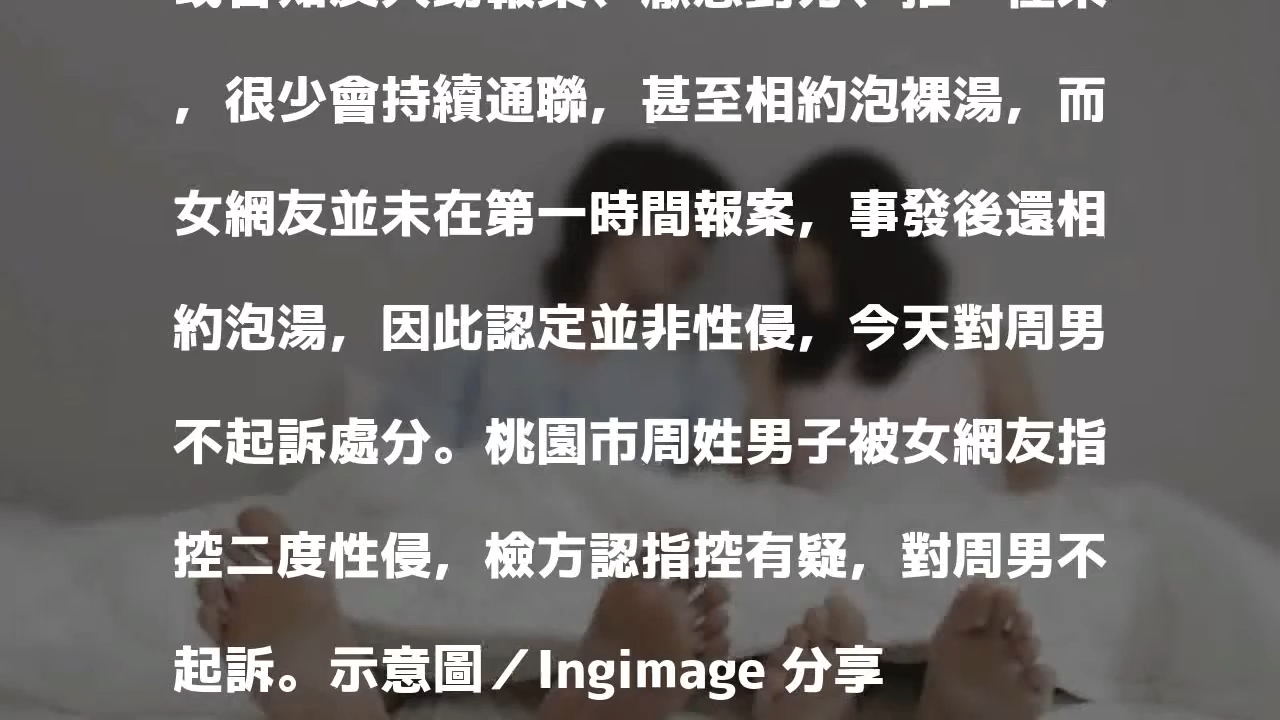 ，很少會持續通聯，甚至相約泡裸湯，而
女網友並未在第一時間報案，事發後還相
約泡湯，因此認定並非性侵，今天對周男
不起訴處分。桃園市周姓男子被女網友指
控二度性侵，檢方認指控有疑，對周男不
起訴。示意圖／Ingimage 分享